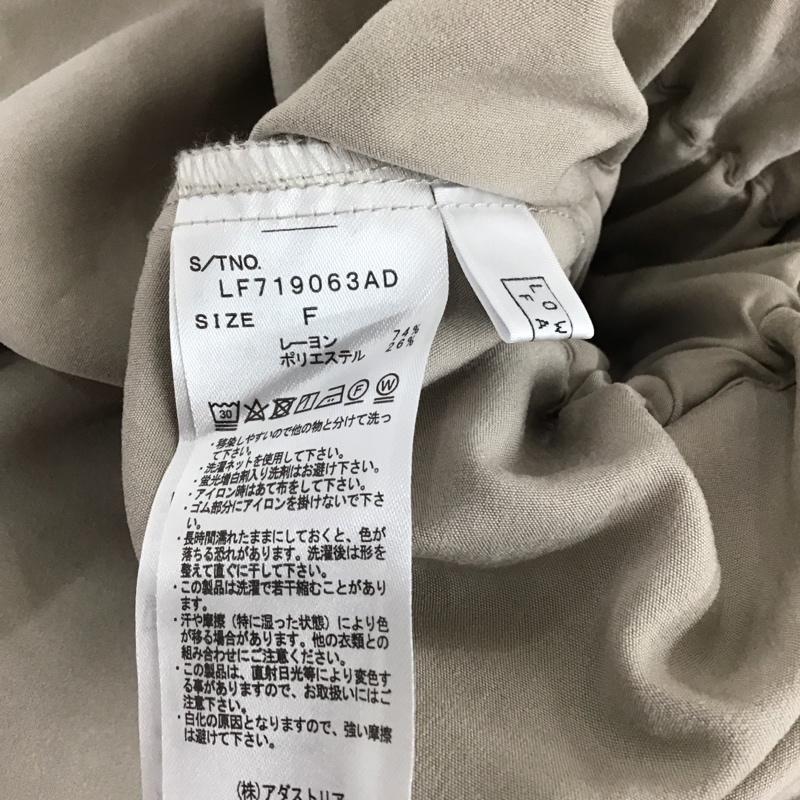 S/TNO.
LF719063AD
SIZE F
レーヨン 74%
ポリエステル 26%
30
F
W
・移染しやすいので他の物と分けて洗っ
て下さい。
・洗濯ネットを使用して下さい。
・蛍光増白剤入り洗剤はお避け下さい。
・アイロン時はあて布をして下さい。
・ゴム部分にアイロンを掛けないで下さ
い。
・長時間濡れたままにしておくと、色が
落ちる恐れがあります。洗濯後は形を
整えて直ぐに干して下さい。
・この製品は洗濯で若干縮むことがあり
ます。
・汗や摩擦（特に湿った状態）により色
が移る場合があります。他の衣類との
組み合わせにご注意ください。
・この製品は、直射日光等により変色す
る事がありますので、お取扱いにはご
注意下さい。
・白化の原因となりますので、強い摩擦
は避けて下さい。
(株)アダストリア
LOW
FA